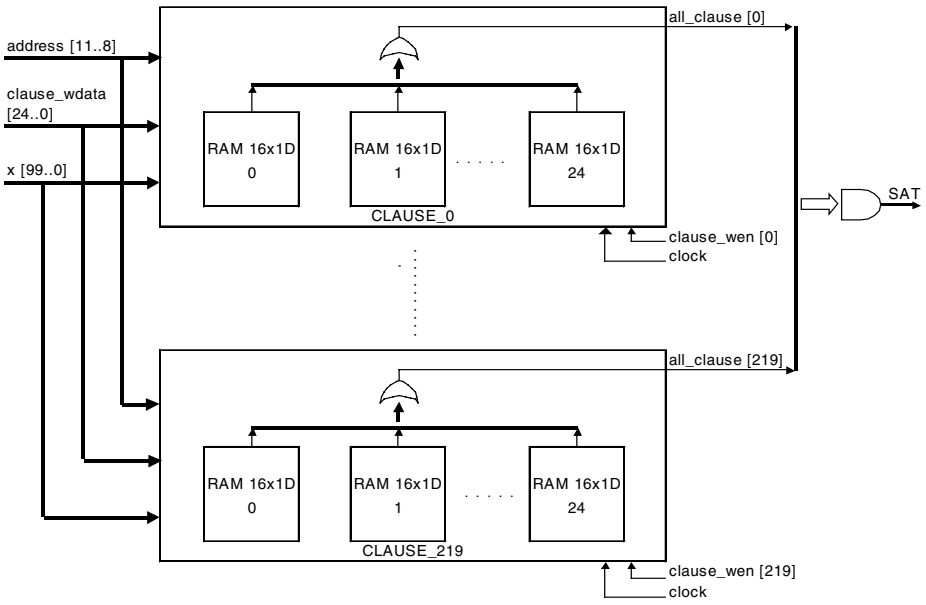 all_clause [0]
address [11..8]
clause_wdata
[24..0]
x [99..0]
RAM 16x1D
0
RAM 16x1D
1
. . . . .
RAM 16x1D
24
CLAUSE_0
SAT
clause_wen [0]
clock
all_clause [219]
RAM 16x1D
0
RAM 16x1D
1
. . . . .
RAM 16x1D
24
CLAUSE_219
clause_wen [219]
clock